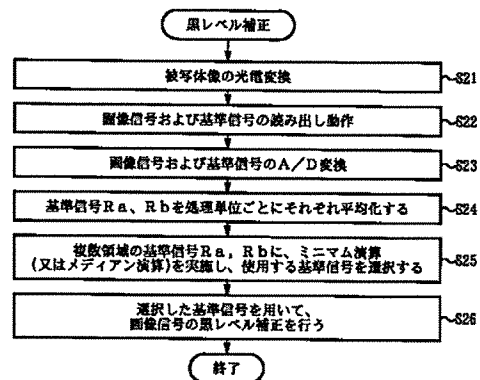 黒レベル補正
被写体像の光電変換
S21
画像信号および基準信号の読み出し動作
S22
画像信号および基準信号のA/D変換
S23
基準信号Ra、Rbを処理単位ごとにそれぞれ平均化する
S24
複数領域の基準信号Ra,Rbに、ミニマム演算
(又はメディアン演算)を実施し、使用する基準信号を選択する
S25
選択した基準信号を用いて、
画像信号の黒レベル補正を行う
S26
終了